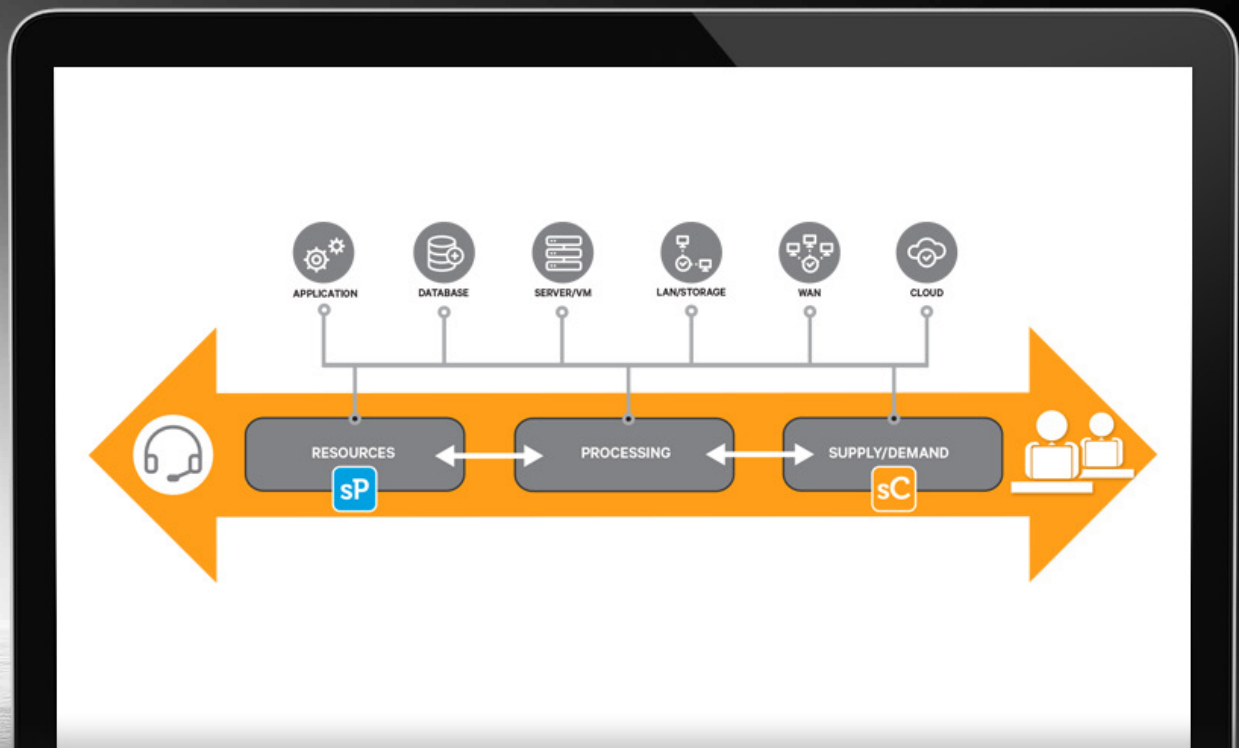 APPLICATION
DATABASE
SERVER/VM
LAN/STORAGE
WAN
CLOUD
RESOURCES
PROCESSING
SUPPLY/DEMAND
sP
sC